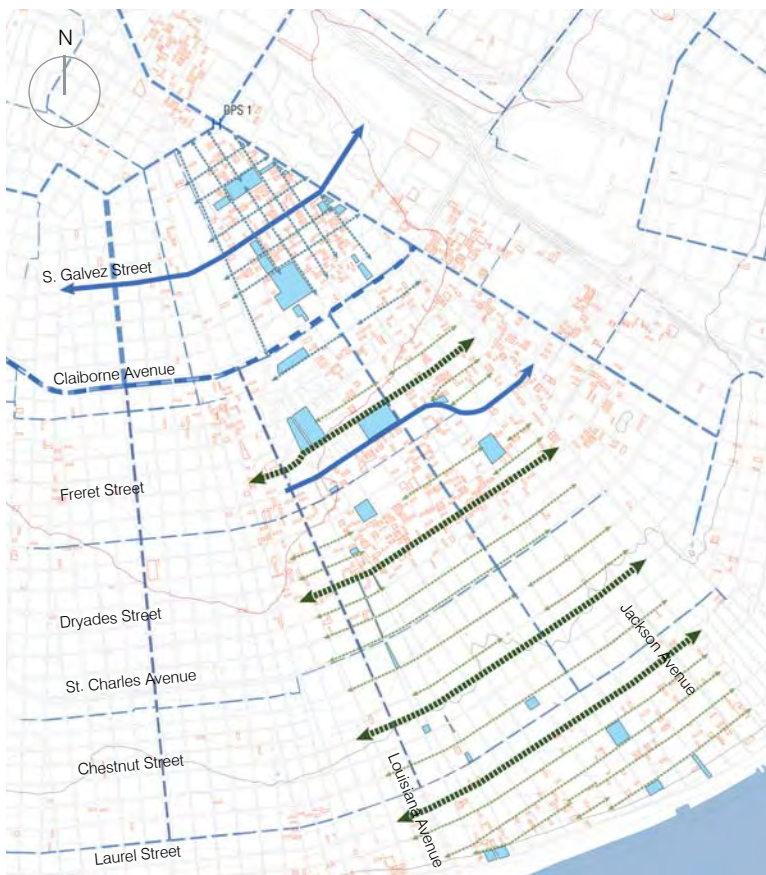 N
DPS 1
S. Galvez Street
Claiborne Avenue
Freret Street
Dryades Street
Jackson Avenue
St. Charles Avenue
Chestnut Street
Louisiana Avenue
Laurel Street